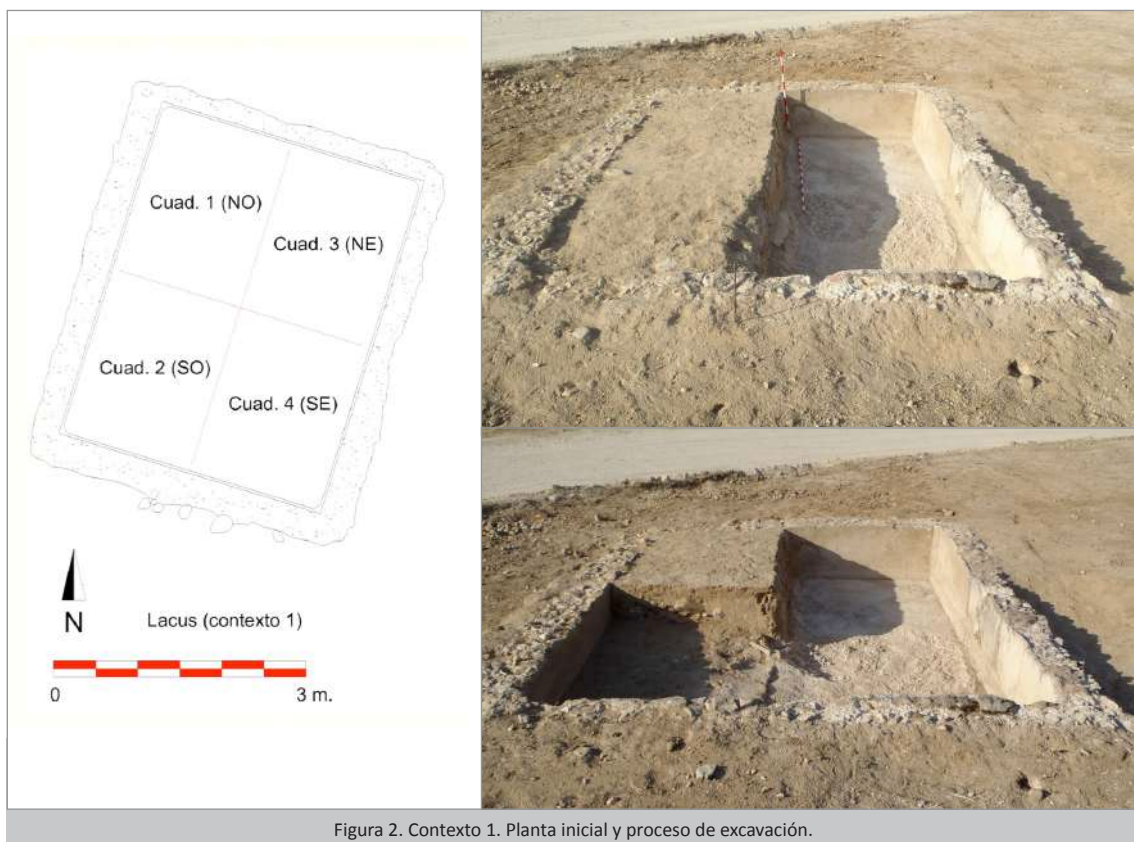 Cuad. 1 (NO)
Cuad. 3 (NE)
Cuad. 2 (SO)
Cuad. 4 (SE)
N
Lacus (contexto 1)
0 3 m.
Figura 2. Contexto 1. Planta inicial y proceso de excavación.